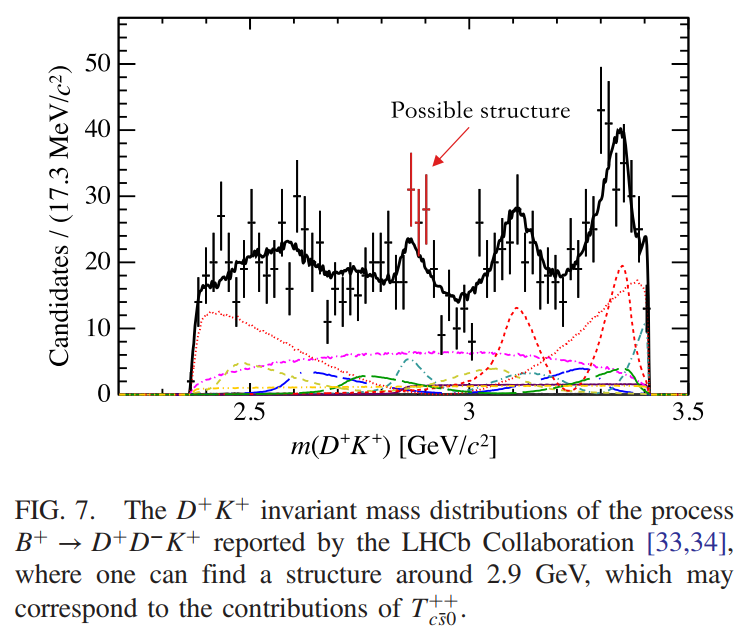 50
40
30
20
10
0
Candidates / (17.3 MeV/c²)
Possible structure
2.5
3
3.5
m(D⁺K⁺) [GeV/c²]
FIG. 7. The D⁺K⁺ invariant mass distributions of the process
B⁺ → D⁺D⁻K⁺ reported by the LHCb Collaboration [33,34],
where one can find a structure around 2.9 GeV, which may
correspond to the contributions of T_{cs̄0}^{++}.